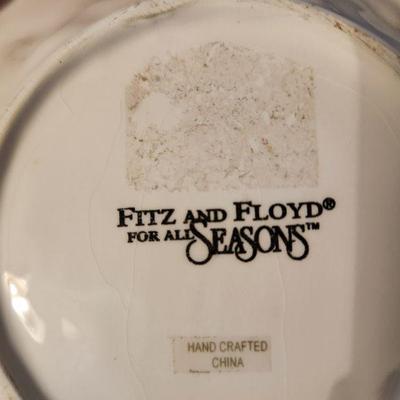 FITZ AND FLOYD®
FOR ALL SEASONS™
HAND CRAFTED
CHINA